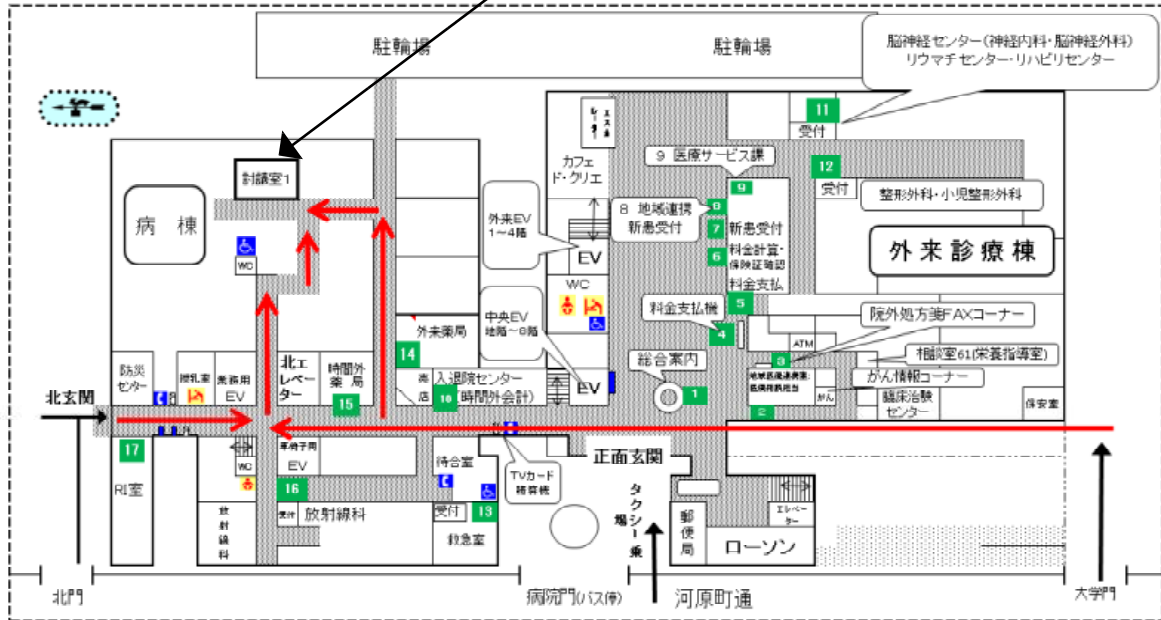 駐輪場
駐輪場
脳神経センター(神経内科・脳神経外科)
リウマチセンター・リハビリセンター
11
受付
エスカ
レーター
カフェ
ド・クリエ
9 医療サービス課
9
12
受付
整形外科・小児整形外科
討議室1
病棟
外来EV
1~4階
8 地域連携
新患受付
8
7
新患受付
6
料金計算・
保険証確認
料金支払
5
外来診療棟
EV
WC
WC
中央EV
地階~8階
料金支払機
4
院外処方箋FAXコーナー
外来薬局
14
ATM
3
相談室61(栄養指導室)
総合案内
1
がん情報コーナー
がん
2
臨床治験
センター
保安室
防災
センター
授乳室
業務用
EV
北エ
レベー
ター
時間外
薬局
15
売
店
10
入退院センター
(時間外会計)
EV
北玄関
17
RI室
WC
車椅子用
EV
16
待合室
TVカード
精算機
正面玄関
放射線科
受付
放射線科
受付
13
救急室
タクシー乗
場
郵便局
エレベー
ター
ローソン
北門
病院門(バス停)
河原町通
大学門